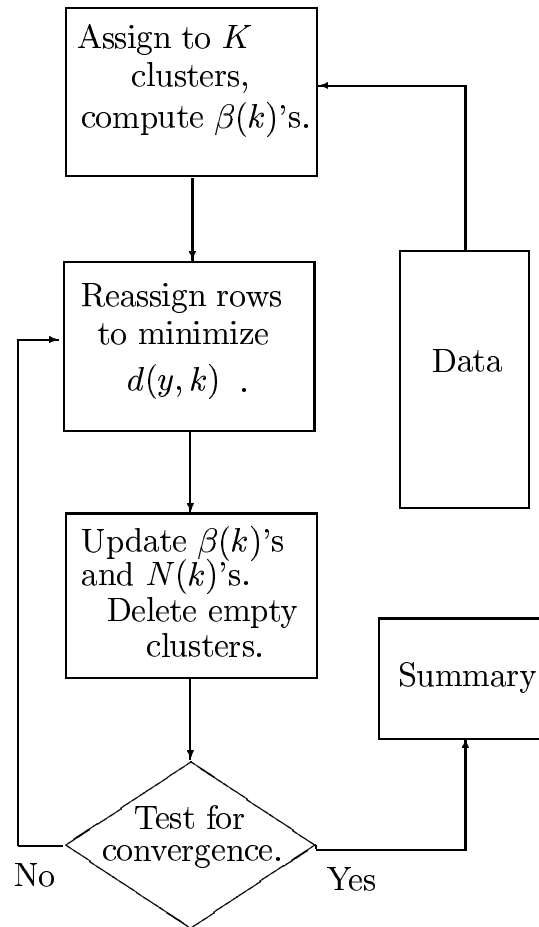 Assign to K
clusters,
compute β(k)'s.
Reassign rows
to minimize
d(y, k) .
Data
Update β(k)'s
and N(k)'s.
Delete empty
clusters.
Summary
Test for
convergence.
No
Yes